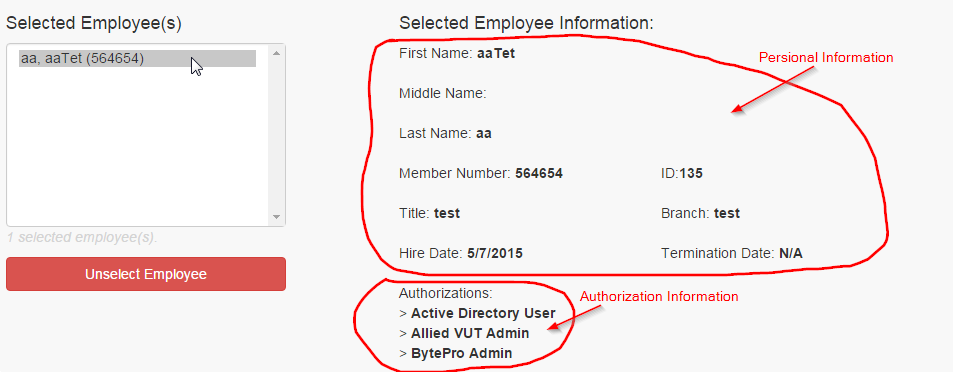 Selected Employee(s)
aa, aaTet (564654)
1 selected employee(s).
Unselect Employee
Selected Employee Information:
First Name: aaTet
Middle Name:
Last Name: aa
Member Number: 564654 ID:135
Title: test Branch: test
Hire Date: 5/7/2015 Termination Date: N/A
Persional Information
Authorizations:
> Active Directory User
> Allied VUT Admin
> BytePro Admin
Authorization Information